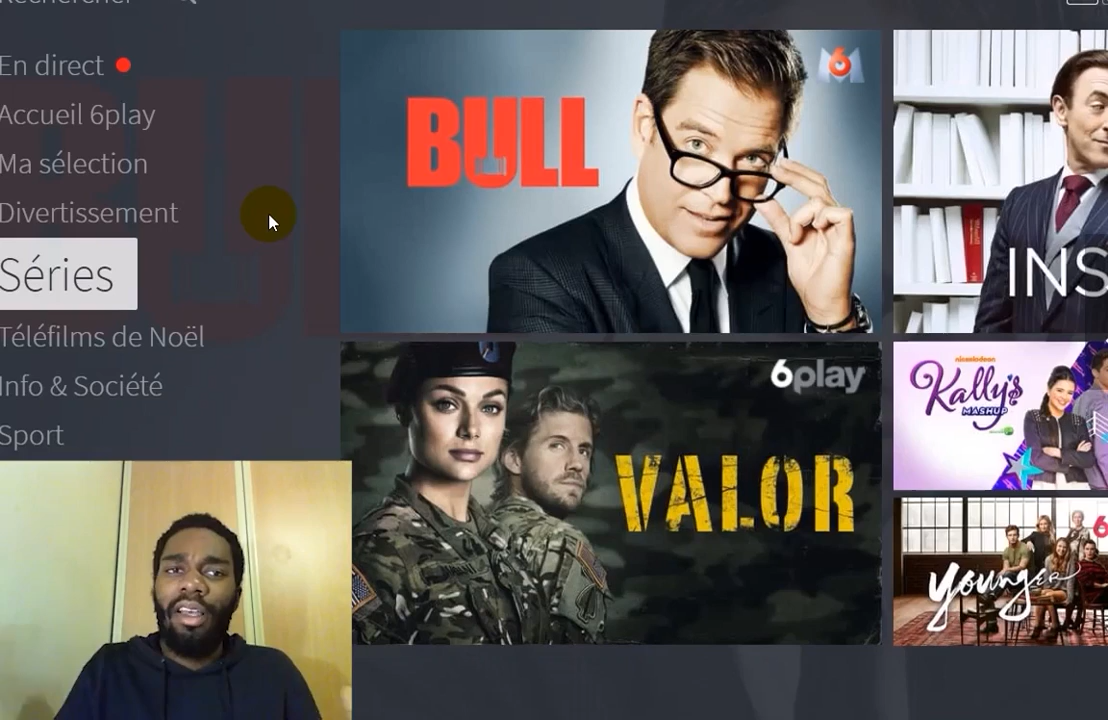 Rechercher
En direct
Accueil 6play
Ma sélection
Divertissement
Séries
Téléfilms de Noël
Info & Société
Sport
BULL
M6
INS
6play
VALOR
nickelodeon
Kally's
MASHUP
6
younger